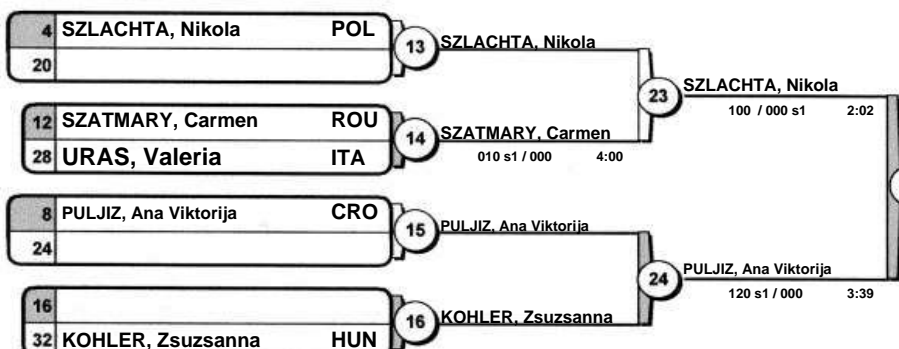 4 SZLACHTA, Nikola POL
20
13 SZLACHTA, Nikola
12 SZATMARY, Carmen ROU
28 URAS, Valeria ITA
14 SZATMARY, Carmen
010 s1 / 000 4:00
23 SZLACHTA, Nikola
100 / 000 s1 2:02
8 PULJIZ, Ana Viktorija CRO
24
15 PULJIZ, Ana Viktorija
16
32 KOHLER, Zsuzsanna HUN
16 KOHLER, Zsuzsanna
24 PULJIZ, Ana Viktorija
120 s1 / 000 3:39